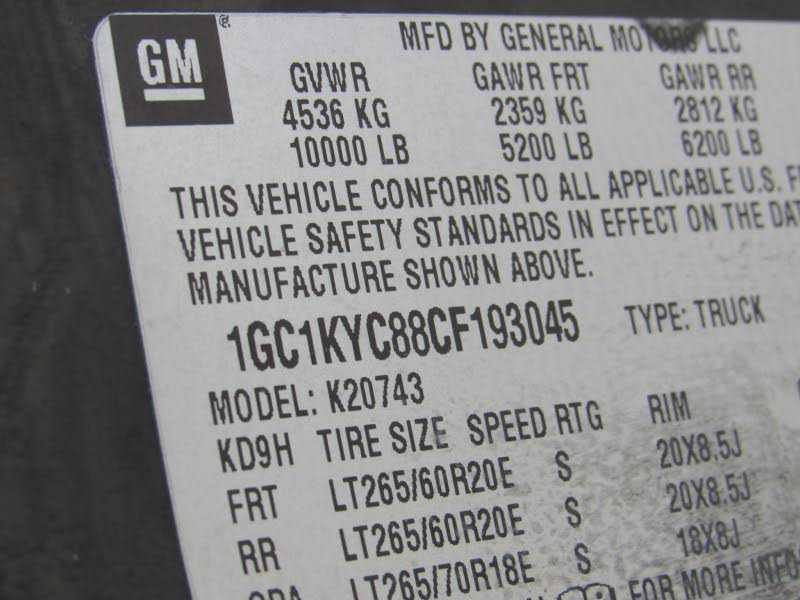 GM ®
MFD BY GENERAL MOTORS LLC
GVWR GAWR FRT GAWR RR
4536 KG 2359 KG 2812 KG
10000 LB 5200 LB 6200 LB
THIS VEHICLE CONFORMS TO ALL APPLICABLE U.S. F
VEHICLE SAFETY STANDARDS IN EFFECT ON THE DAT
MANUFACTURE SHOWN ABOVE.
1GC1KYC88CF193045 TYPE: TRUCK
MODEL: K20743
KD9H TIRE SIZE SPEED RTG RIM
FRT LT265/60R20E S 20X8.5J
RR LT265/60R20E S 20X8.5J
SPA LT265/70R18E S 18X8J
FOR MORE INFO